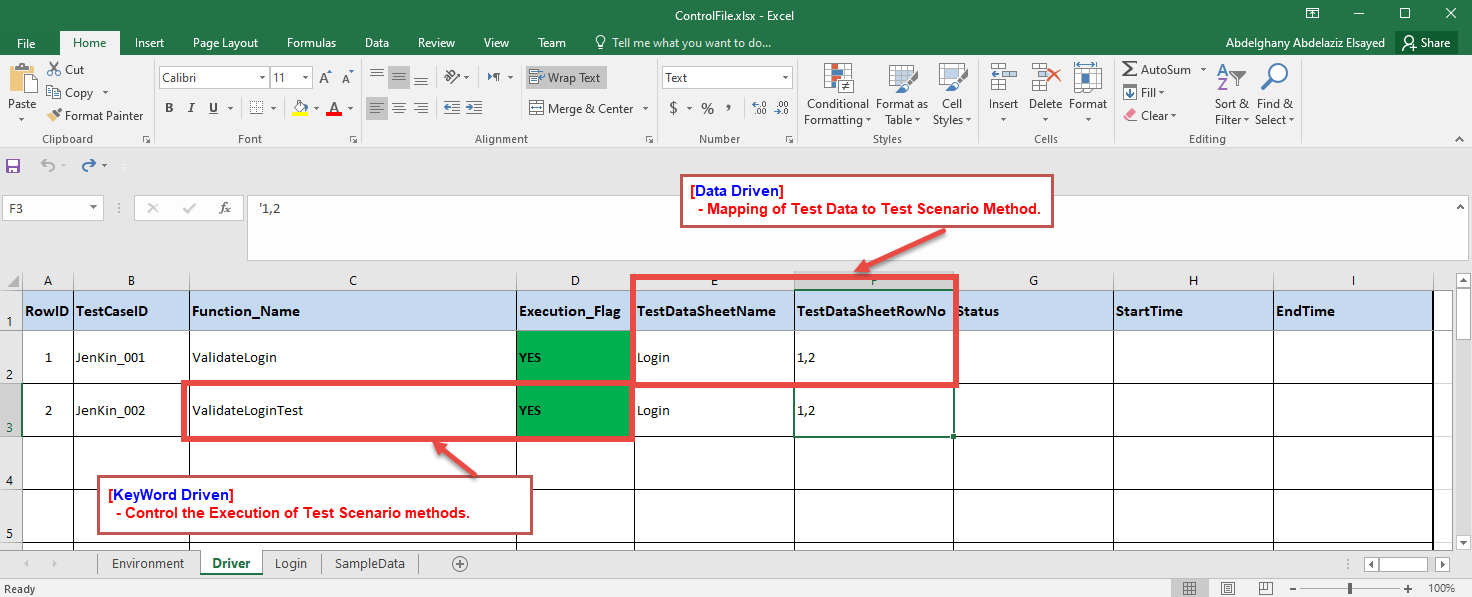 ControlFile.xlsx - Excel
File Home Insert Page Layout Formulas Data Review View Team Tell me what you want to do... Abdelghany Abdelaziz Elsayed Share
Paste
Cut
Copy
Format Painter
Clipboard
Calibri 11 A A
B I U A
Font
Wrap Text
Merge & Center
Alignment
Text
$ % , .0 .00 .00 .0
Number
Conditional Formatting
Format as Table
Cell Styles
Styles
Insert Delete Format
Cells
AutoSum
Fill
Clear
Sort & Filter
Find & Select
Editing
F3 fx '1,2
[Data Driven]
- Mapping of Test Data to Test Scenario Method.
A B C D E F G H I
1 RowID TestCaseID Function_Name Execution_Flag TestDataSheetName TestDataSheetRowNo Status StartTime EndTime
2 1 JenKin_001 ValidateLogin YES Login 1,2
3 2 JenKin_002 ValidateLoginTest YES Login 1,2
4
[KeyWord Driven]
- Control the Execution of Test Scenario methods.
5
Environment Driver Login SampleData
Ready 100%